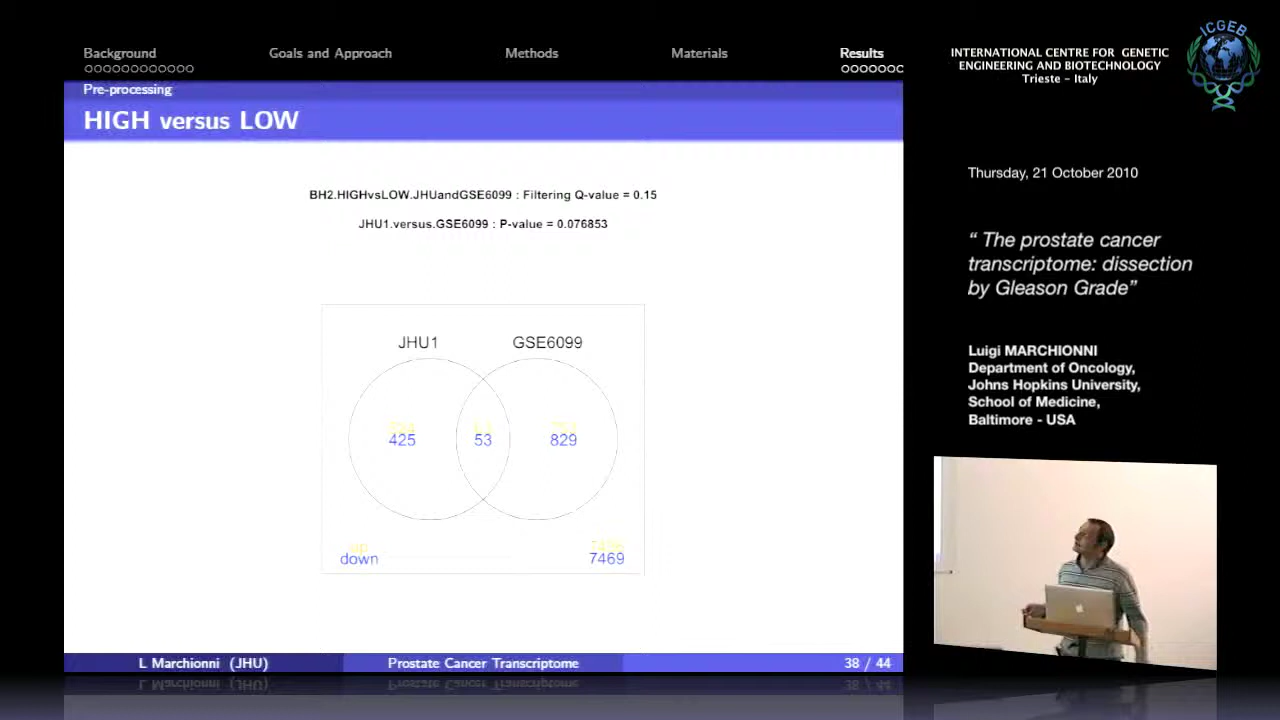 Background
Goals and Approach
Methods
Materials
Results
Pre-processing
HIGH versus LOW
BH2.HIGHvsLOW.JHUandGSE6099 : Filtering Q-value = 0.15
JHU1.versus.GSE6099 : P-value = 0.076853
JHU1
GSE6099
425
53
829
up
down
7469
L Marchionni (JHU)
Prostate Cancer Transcriptome
38 / 44
ICGEB
INTERNATIONAL CENTRE FOR GENETIC
ENGINEERING AND BIOTECHNOLOGY
Trieste - Italy
Thursday, 21 October 2010
“ The prostate cancer
transcriptome: dissection
by Gleason Grade”
Luigi MARCHIONNI
Department of Oncology,
Johns Hopkins University,
School of Medicine,
Baltimore - USA